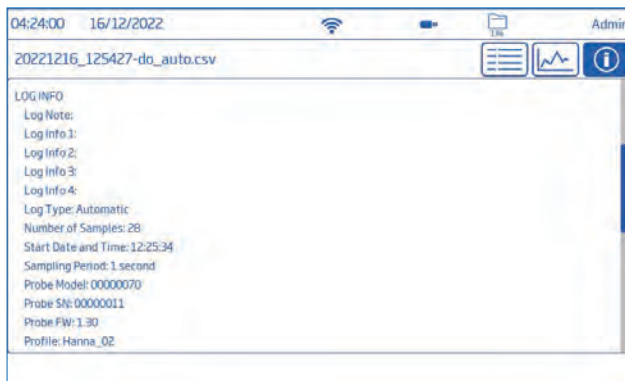 04:24:00 16/12/2022 Admin
20221216_125427-do_auto.csv
LOG INFO
Log Note:
Log Info 1:
Log Info 2:
Log Info 3:
Log Info 4:
Log Type: Automatic
Number of Samples: 28
Start Date and Time: 12:25:34
Sampling Period: 1 second
Probe Model: 00000070
Probe SN: 00000011
Probe FW: 1.30
Profile: Hanna_02